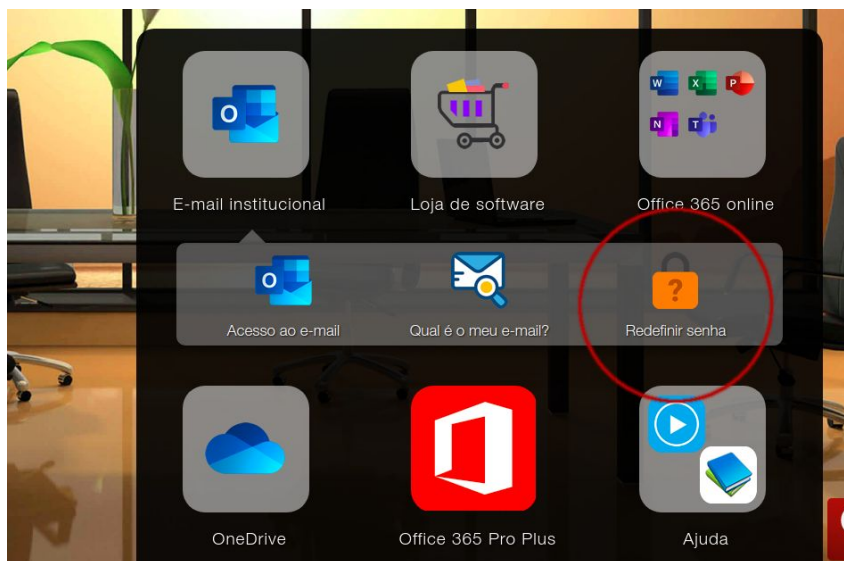 E-mail institucional
Loja de software
Office 365 online
Acesso ao e-mail
Qual é o meu e-mail?
Redefinir senha
OneDrive
Office 365 Pro Plus
Ajuda